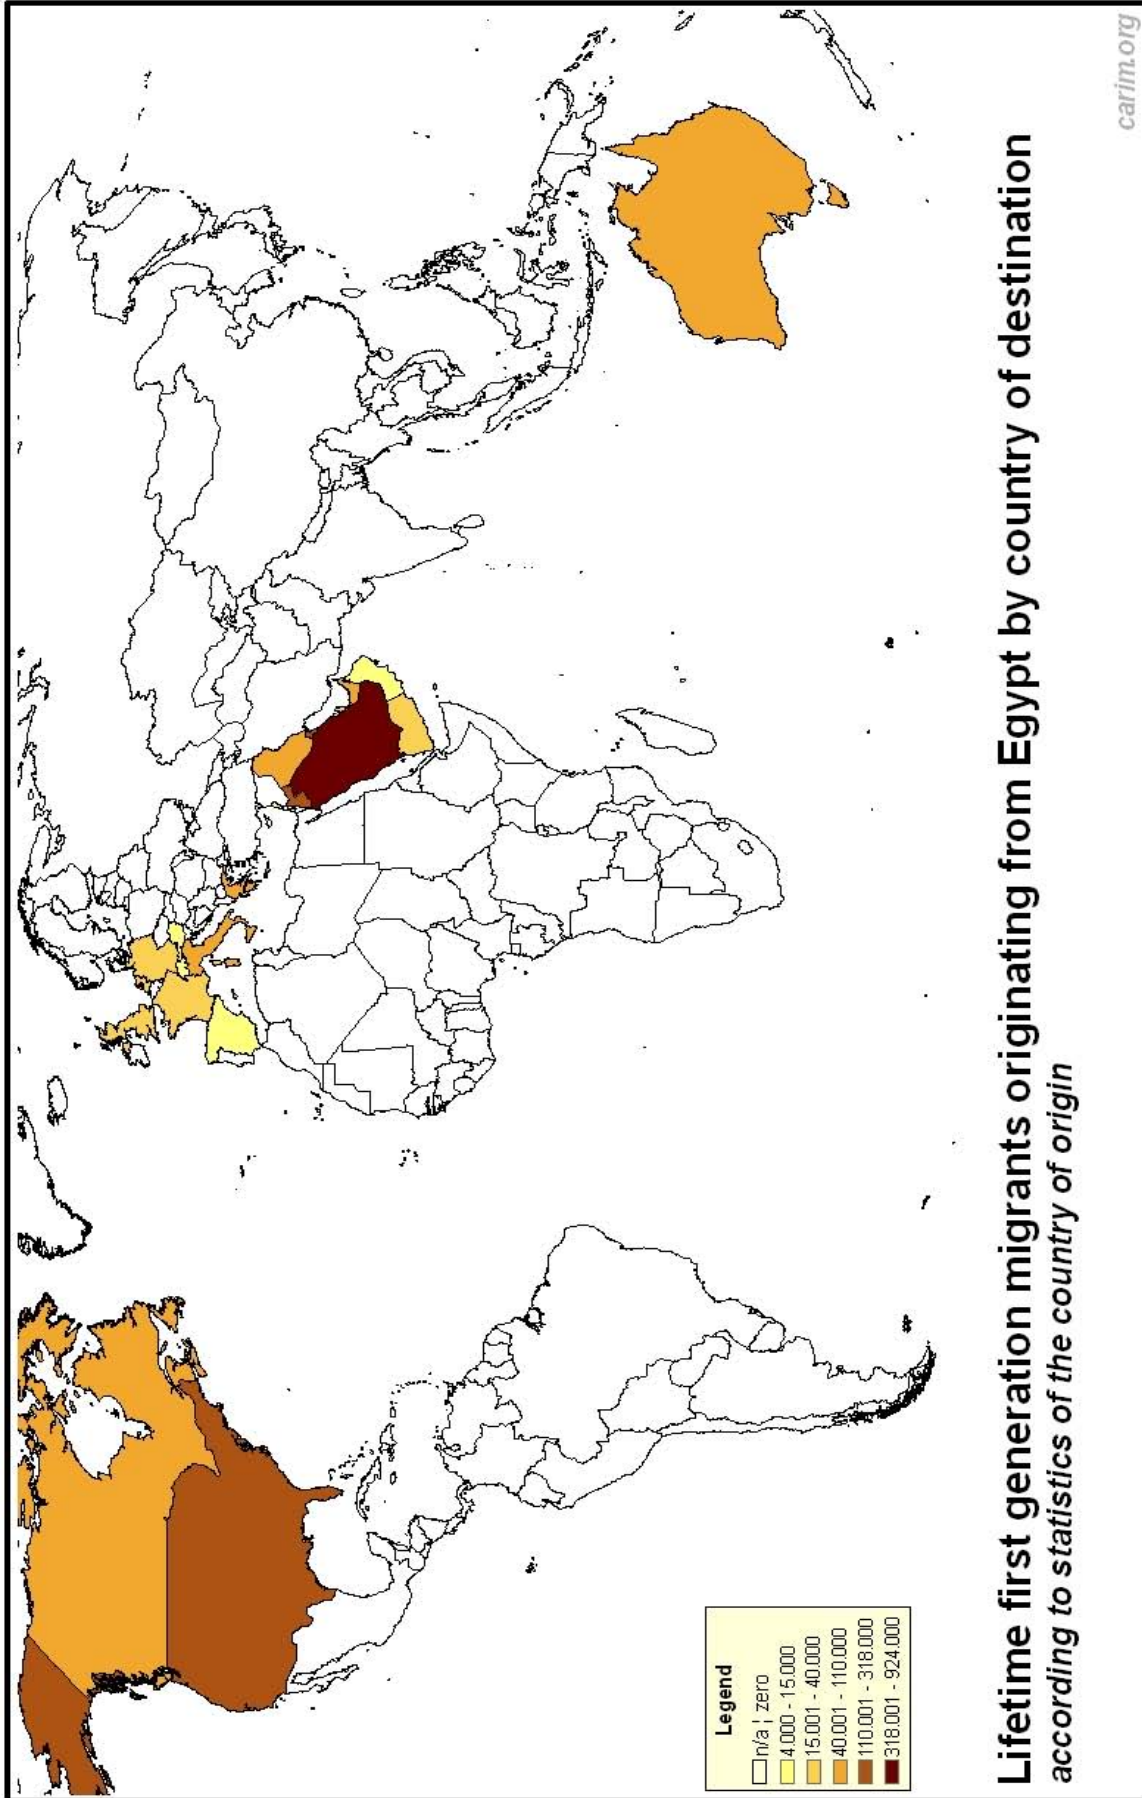 Legend
n/a ¦ zero
4.000 - 15.000
15.001 - 40.000
40.001 - 110.000
110.001 - 318.000
318.001 - 924.000
Lifetime first generation migrants originating from Egypt by country of destination
according to statistics of the country of origin
carim.org